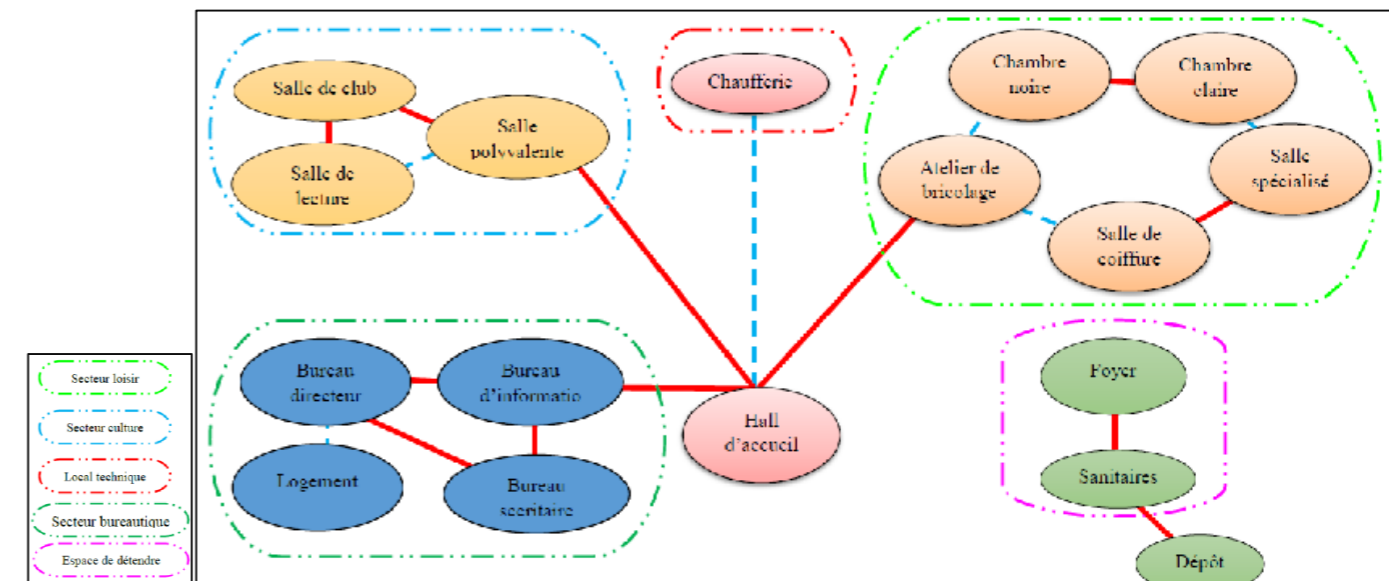 Salle de club
Salle
polyvalente
Salle de
lecture
Chaufferie
Chambre
noire
Chambre
claire
Atelier de
bricolage
Salle
spécialisé
Salle de
coiffure
Bureau
directeur
Bureau
d'informatio
Logement
Bureau
secritaire
Hall
d'accueil
Foyer
Sanitaires
Dépôt
Secteur loisir
Secteur culture
Local technique
Secteur bureautique
Espace de détendre